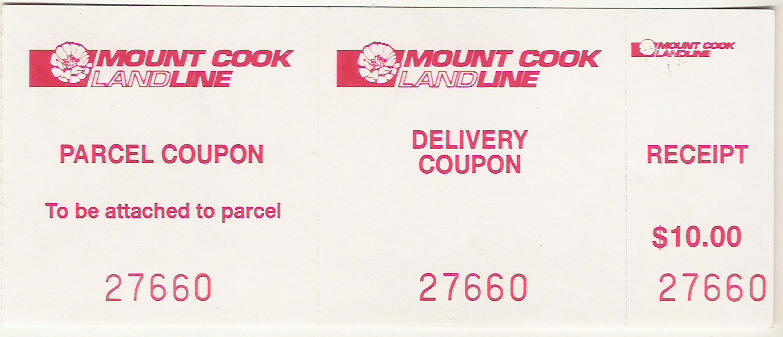 MOUNT COOK
LANDLINE
PARCEL COUPON
To be attached to parcel
27660
MOUNT COOK
LANDLINE
DELIVERY
COUPON
27660
MOUNT COOK
LANDLINE
RECEIPT
$10.00
27660